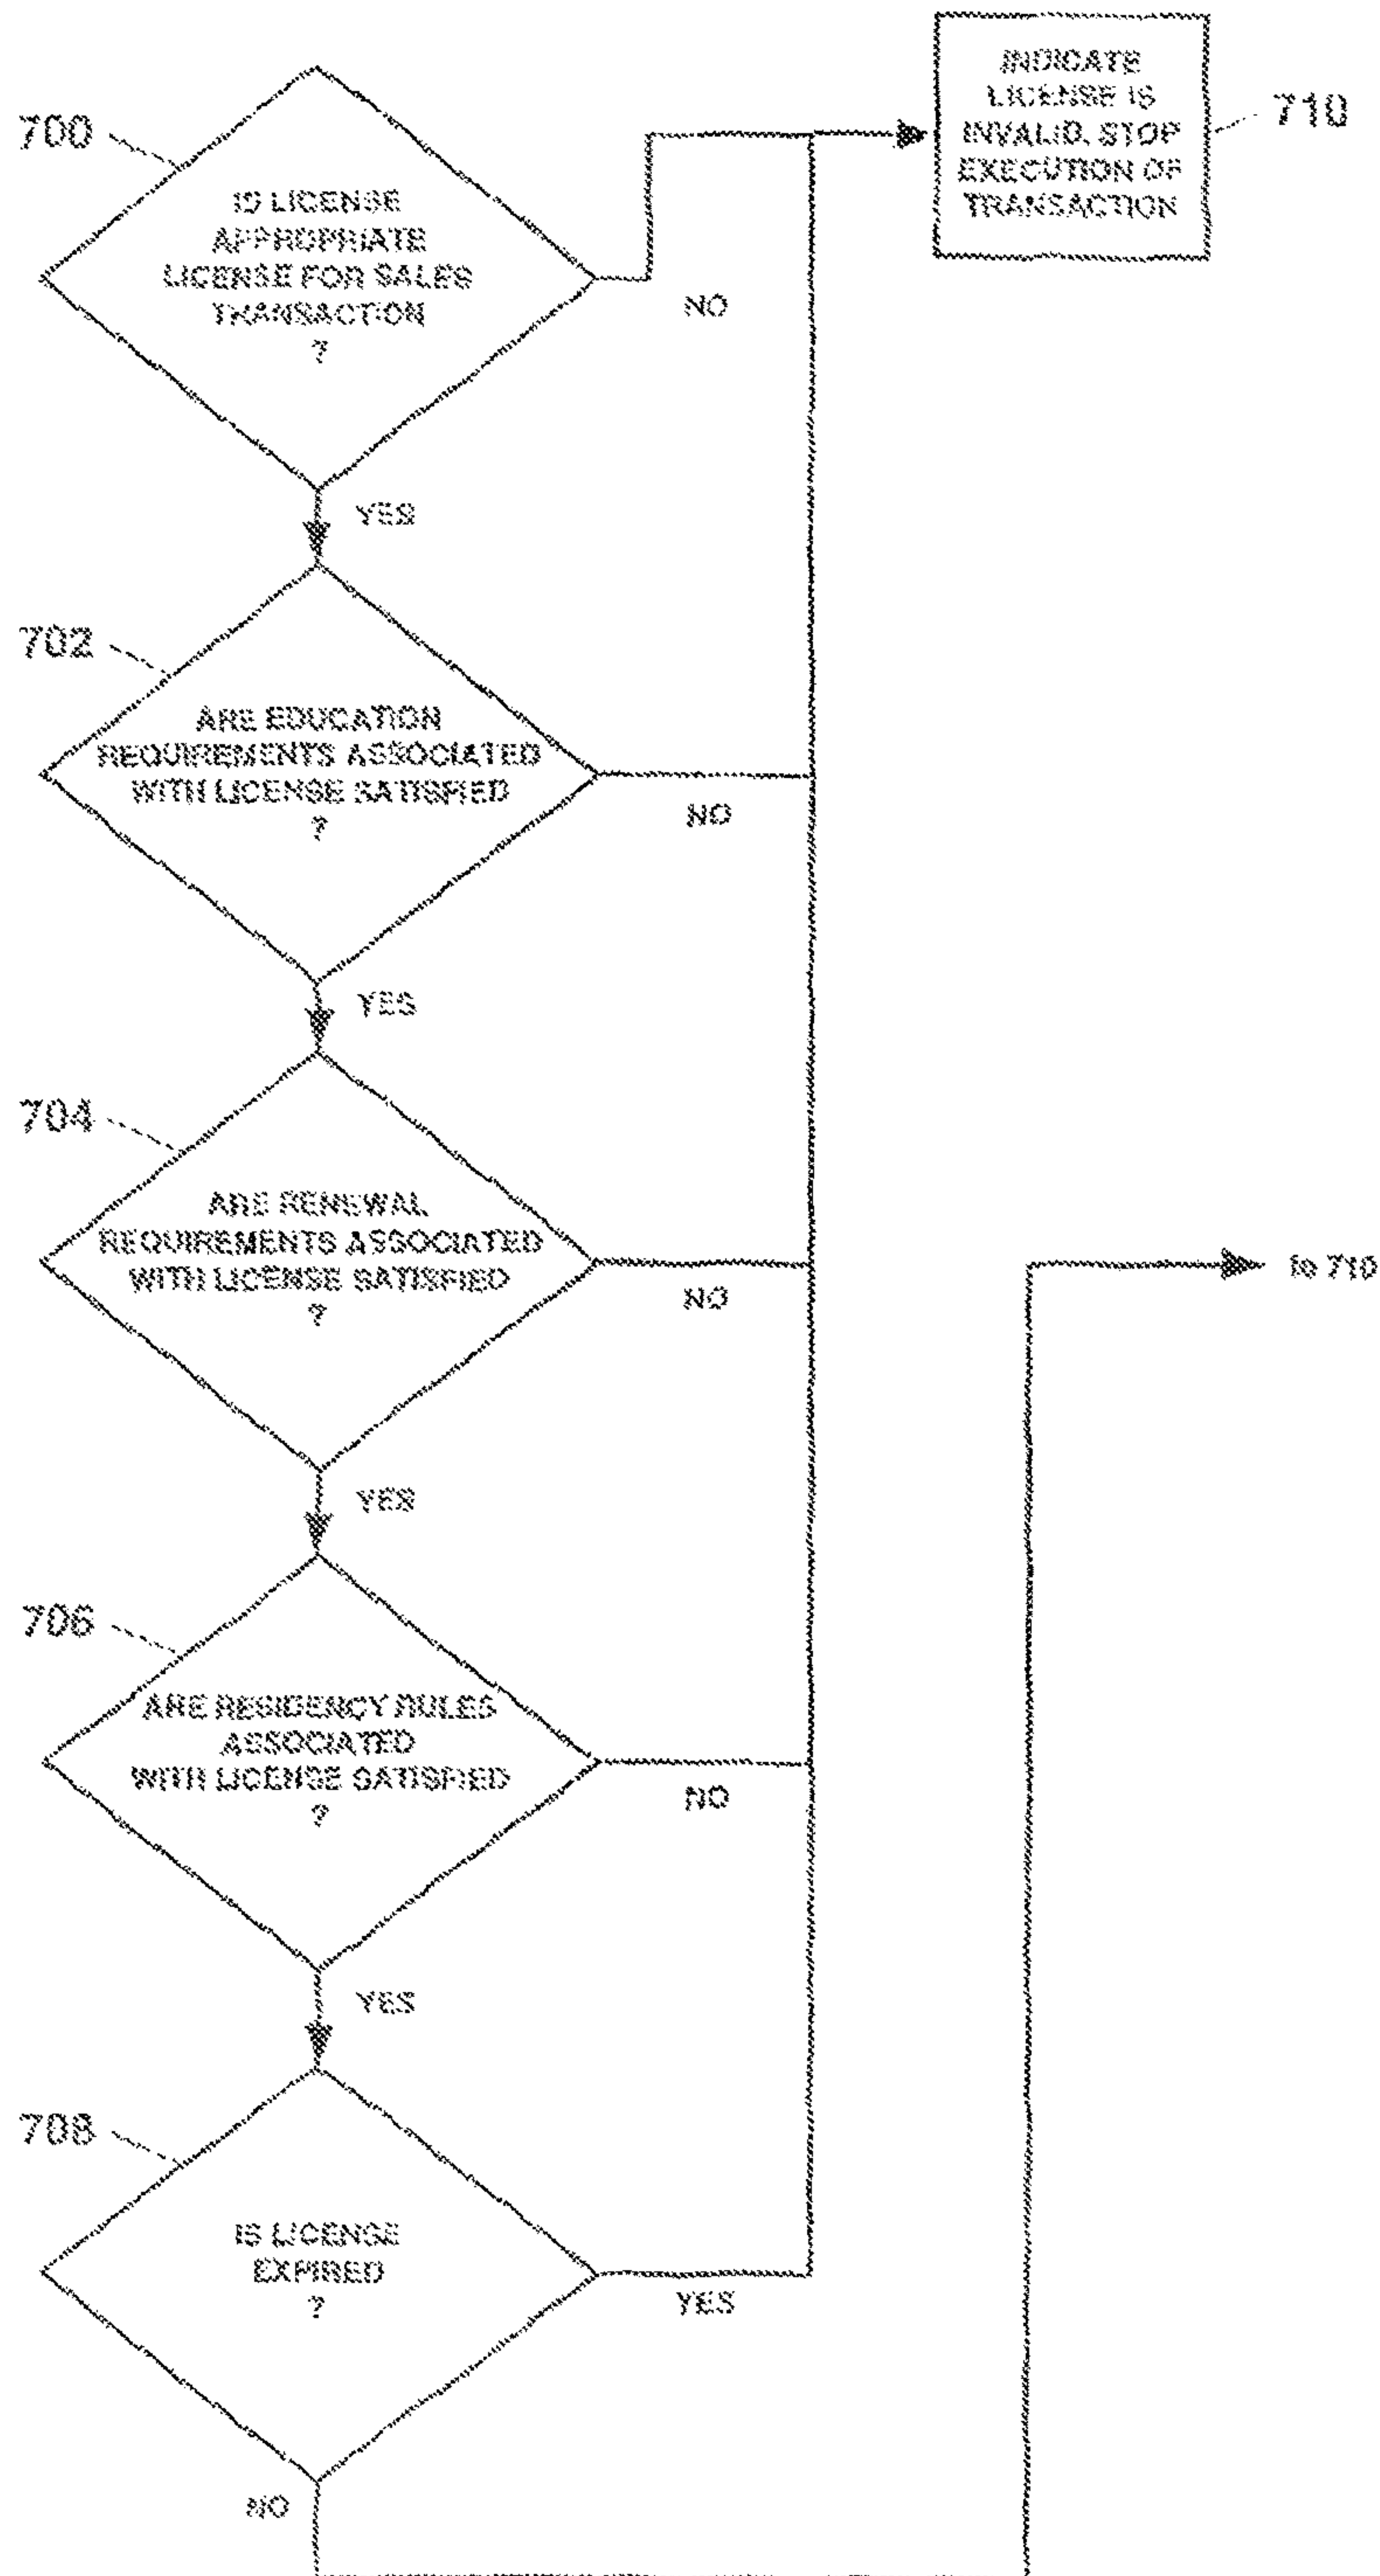 700
IS LICENSE
APPROPRIATE
LICENSE FOR SALES
TRANSACTION
?
NO
INDICATE
LICENSE IS
INVALID. STOP
EXECUTION OF
TRANSACTION
710
YES
702
ARE EDUCATION
REQUIREMENTS ASSOCIATED
WITH LICENSE SATISFIED
?
NO
YES
704
ARE RENEWAL
REQUIREMENTS ASSOCIATED
WITH LICENSE SATISFIED
?
NO
to 710
YES
706
ARE RESIDENCY RULES
ASSOCIATED
WITH LICENSE SATISFIED
?
NO
YES
708
IS LICENSE
EXPIRED
?
YES
NO